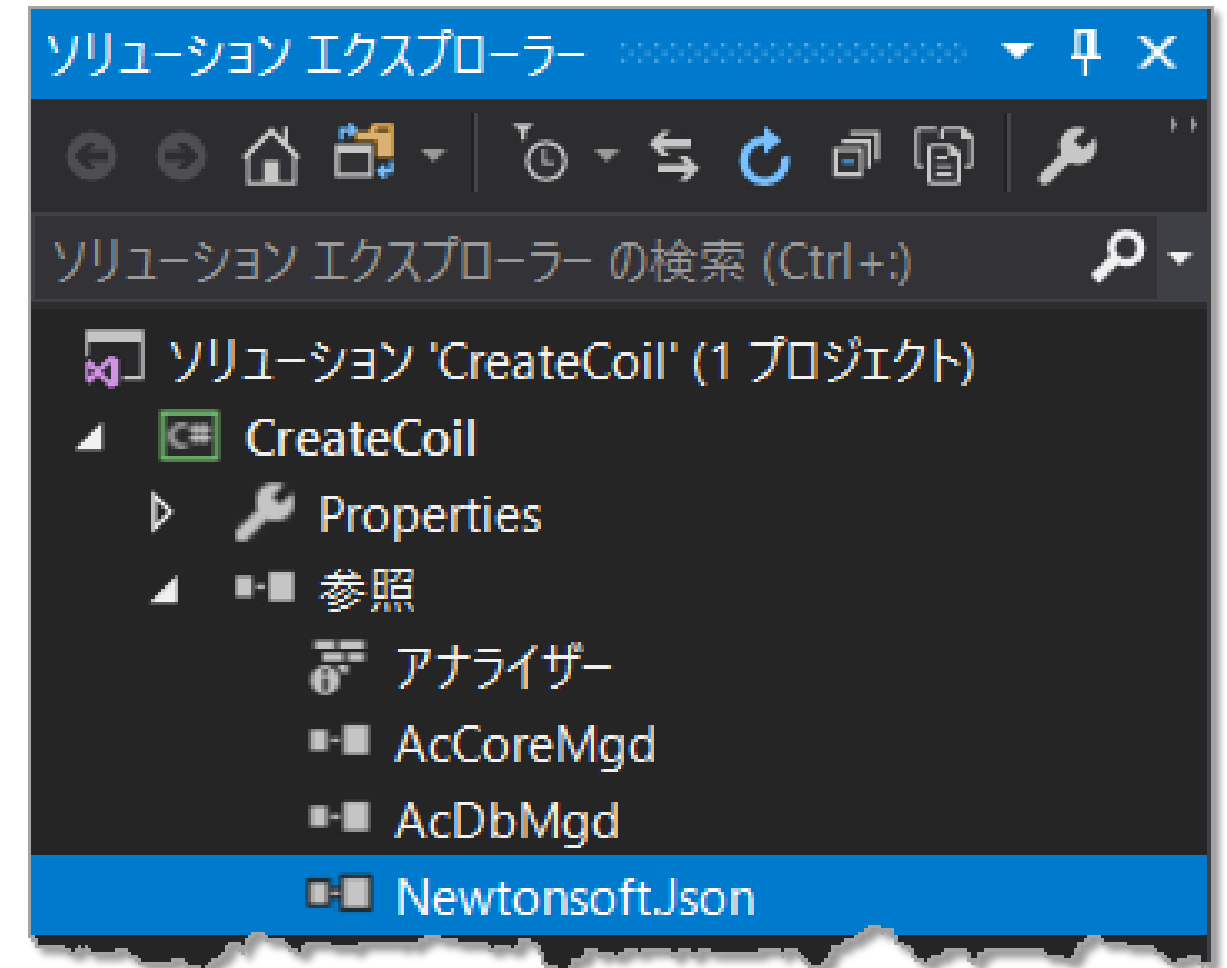 ソリューション エクスプローラー
ソリューション エクスプローラー の検索 (Ctrl+:)
ソリューション 'CreateCoil' (1 プロジェクト)
C# CreateCoil
Properties
参照
アナライザー
AcCoreMgd
AcDbMgd
Newtonsoft.Json